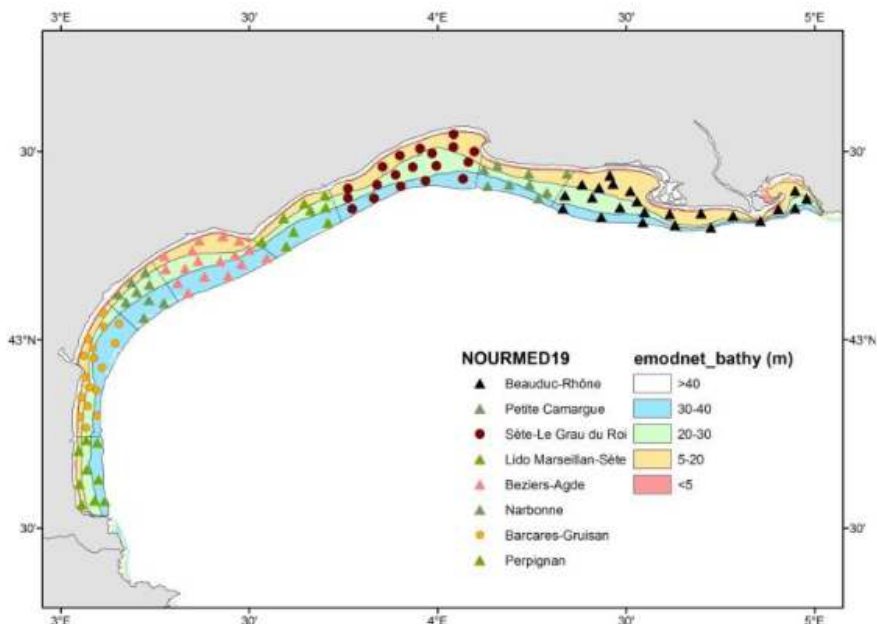 3°E 30' 4°E 30' 5°E
30' 30'
43°N 43°N
30' 30'
NOURMED19
Beauduc-Rhône
Petite Camargue
Sète-Le Grau du Roi
Lido Marseillan-Sète
Beziers-Agde
Narbonne
Barcares-Gruisan
Perpignan
emodnet_bathy (m)
>40
30-40
20-30
5-20
<5
3°E 30' 4°E 30' 5°E